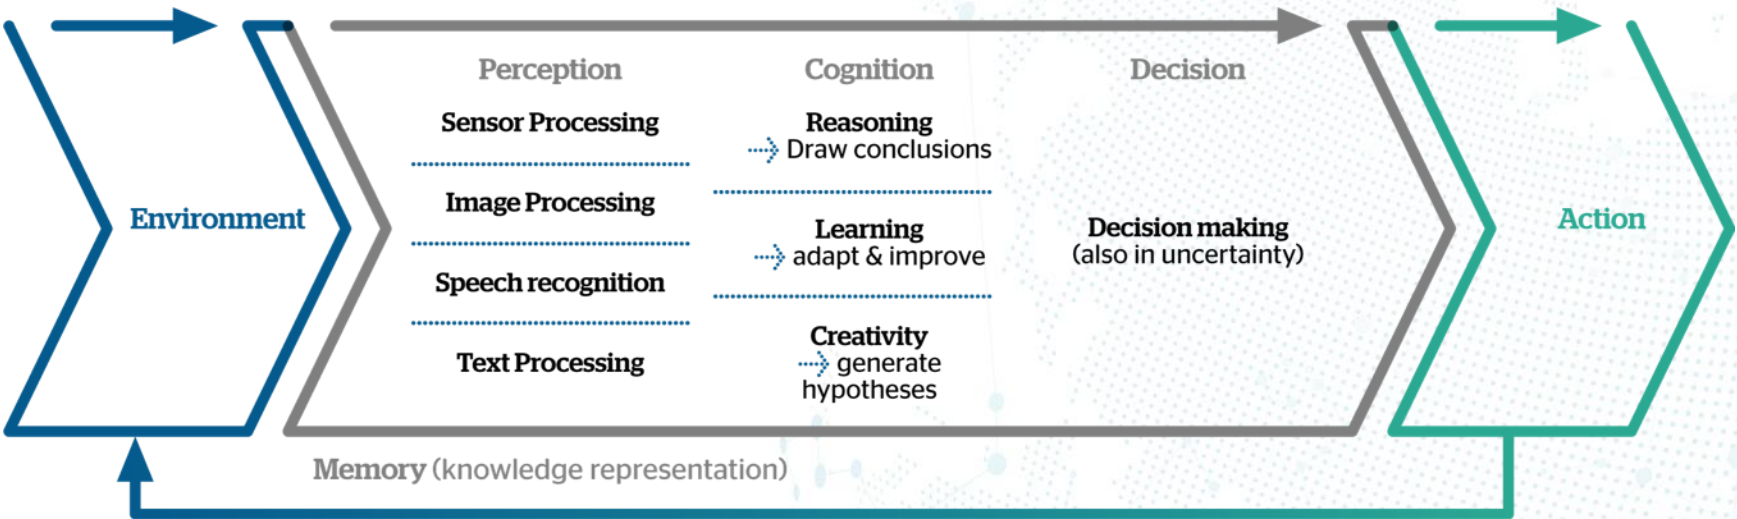 Environment
Perception
Sensor Processing
Image Processing
Speech recognition
Text Processing
Cognition
Reasoning
Draw conclusions
Learning
adapt & improve
Creativity
generate
hypotheses
Decision
Decision making
(also in uncertainty)
Action
Memory (knowledge representation)